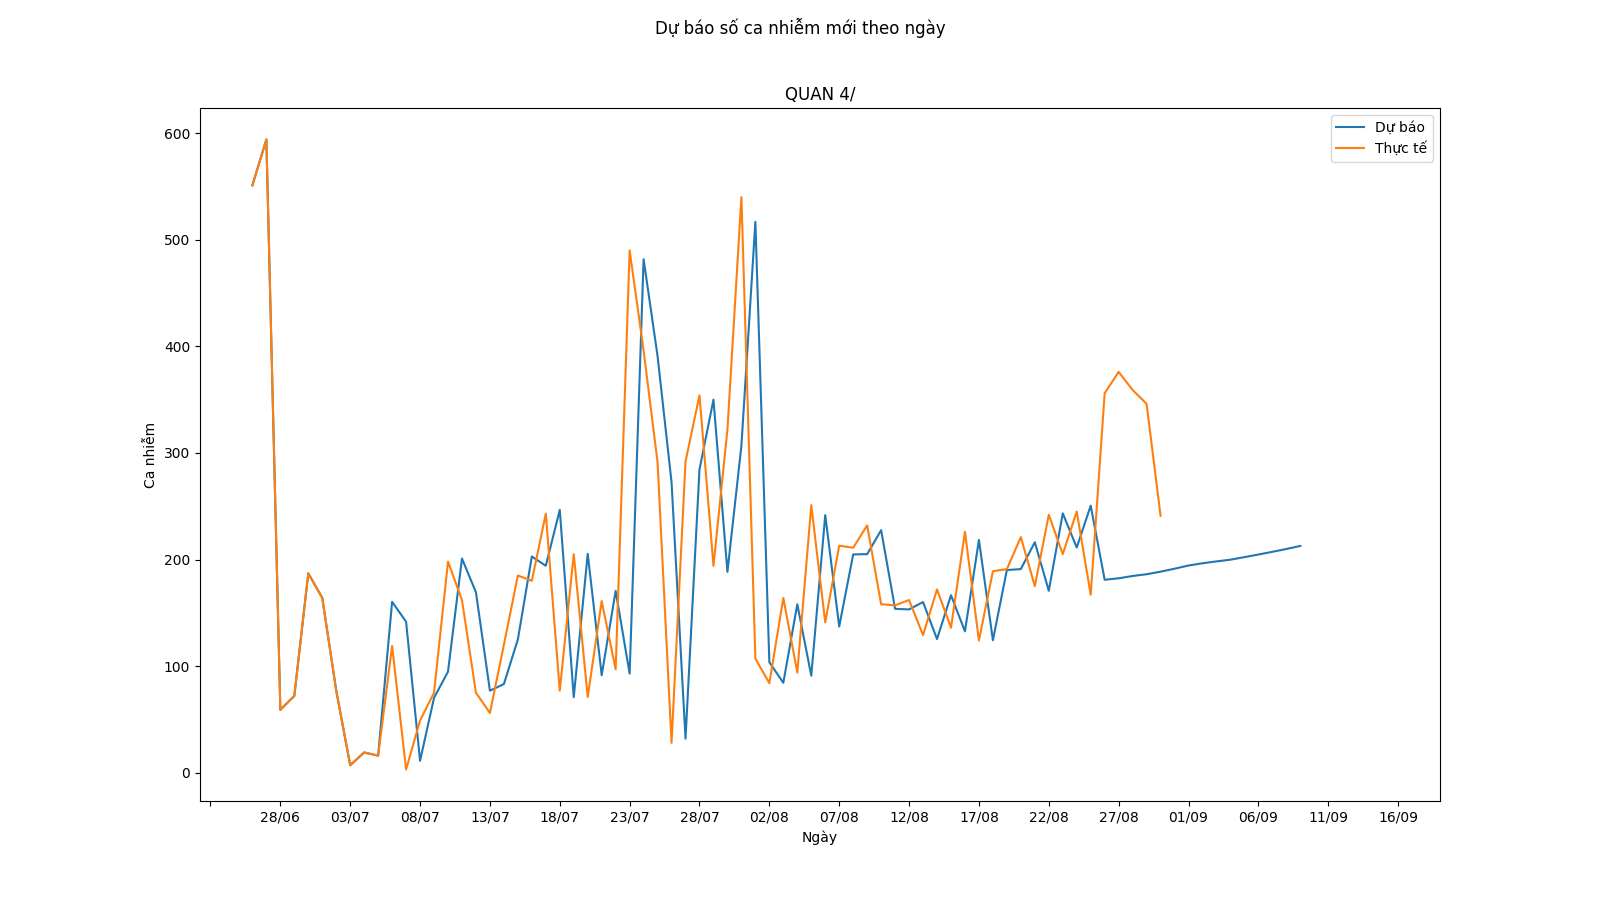 Dự báo số ca nhiễm mới theo ngày
QUAN 4/
Dự báo
Thực tế
600
500
400
300
200
100
0
Ca nhiễm
28/06 03/07 08/07 13/07 18/07 23/07 28/07 02/08 07/08 12/08 17/08 22/08 27/08 01/09 06/09 11/09 16/09
Ngày